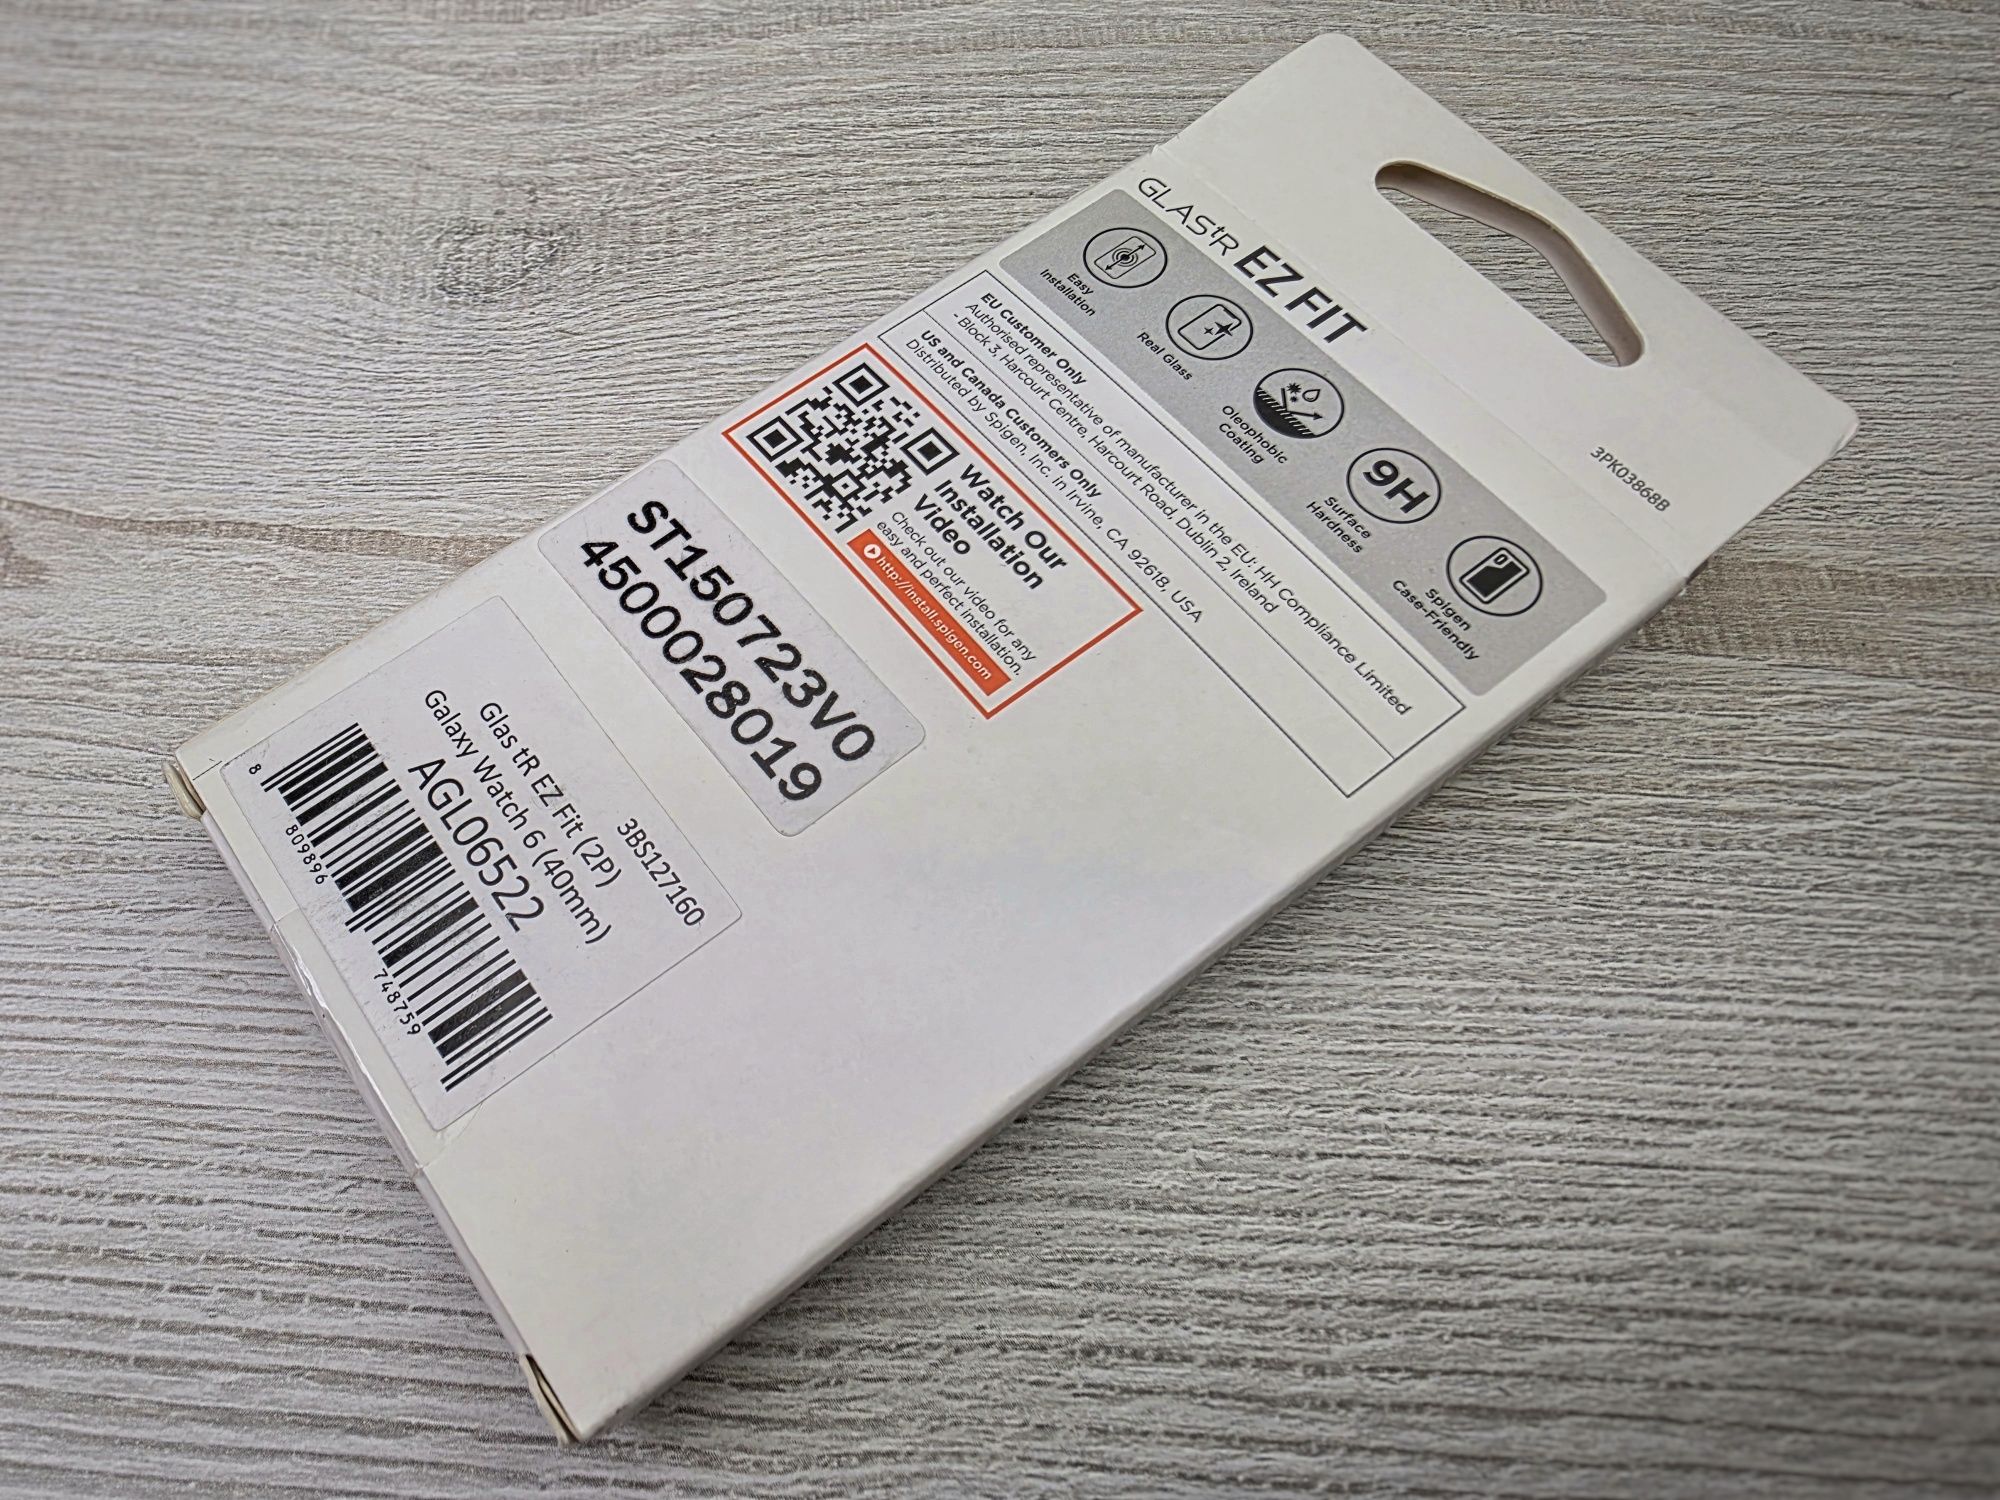 3PK03868B
GLAStR EZ FIT
Easy
Installation
Real Glass
Oleophobic
Coating
9H
Surface
Hardness
Spigen
Case-Friendly
EU Customer Only
Authorised representative of manufacturer in the EU: HH Compliance Limited
- Block 3, Harcourt Centre, Harcourt Road, Dublin 2, Ireland
US and Canada Customers Only
Distributed by Spigen, Inc. in Irvine, CA 92618, USA
Watch Our
Installation
Video
Check out our video for any
easy and perfect installation.
http://install.spigen.com
ST150723V0
4500028019
3BS127160
Glas tR EZ Fit (2P)
Galaxy Watch 6 (40mm)
AGL06522
8 809896 748759